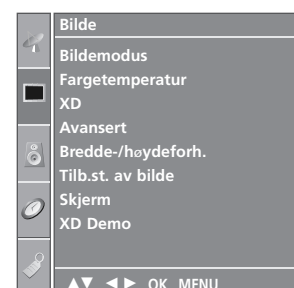 Bilde
Bildemodus
Fargetemperatur
XD
Avansert
Bredde-/høydeforh.
Tilb.st. av bilde
Skjerm
XD Demo
▲▼ ◄► OK MENU